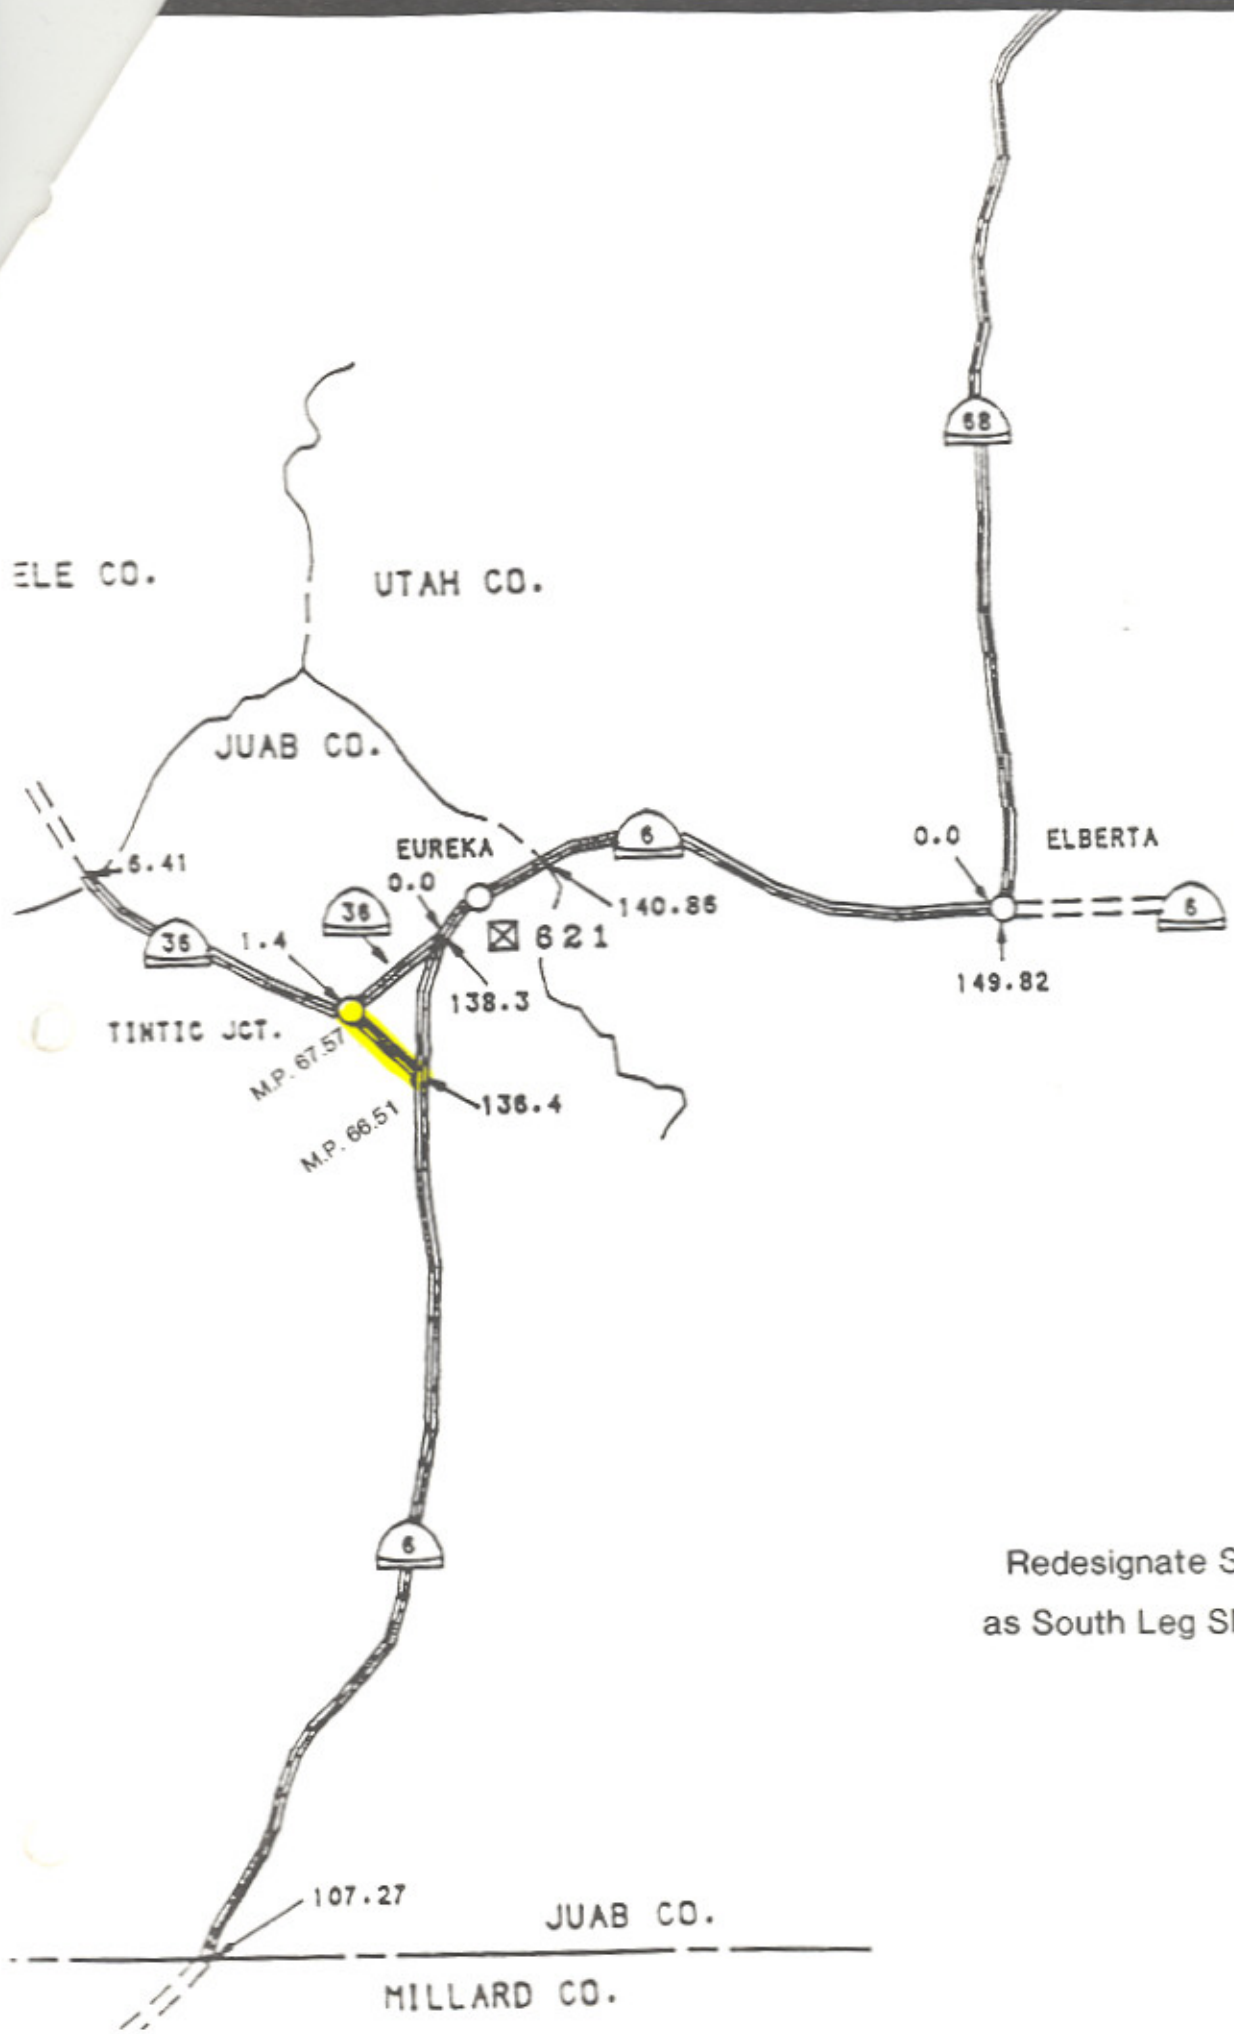 68
ELE CO.
UTAH CO.
JUAB CO.
6
EUREKA
0.0
ELBERTA
6.41
0.0
36
140.86
6
36
1.4
621
149.82
138.3
TINTIC JCT.
M.P. 67.57
136.4
M.P. 66.51
6
Redesignate S
as South Leg S
107.27
JUAB CO.
MILLARD CO.